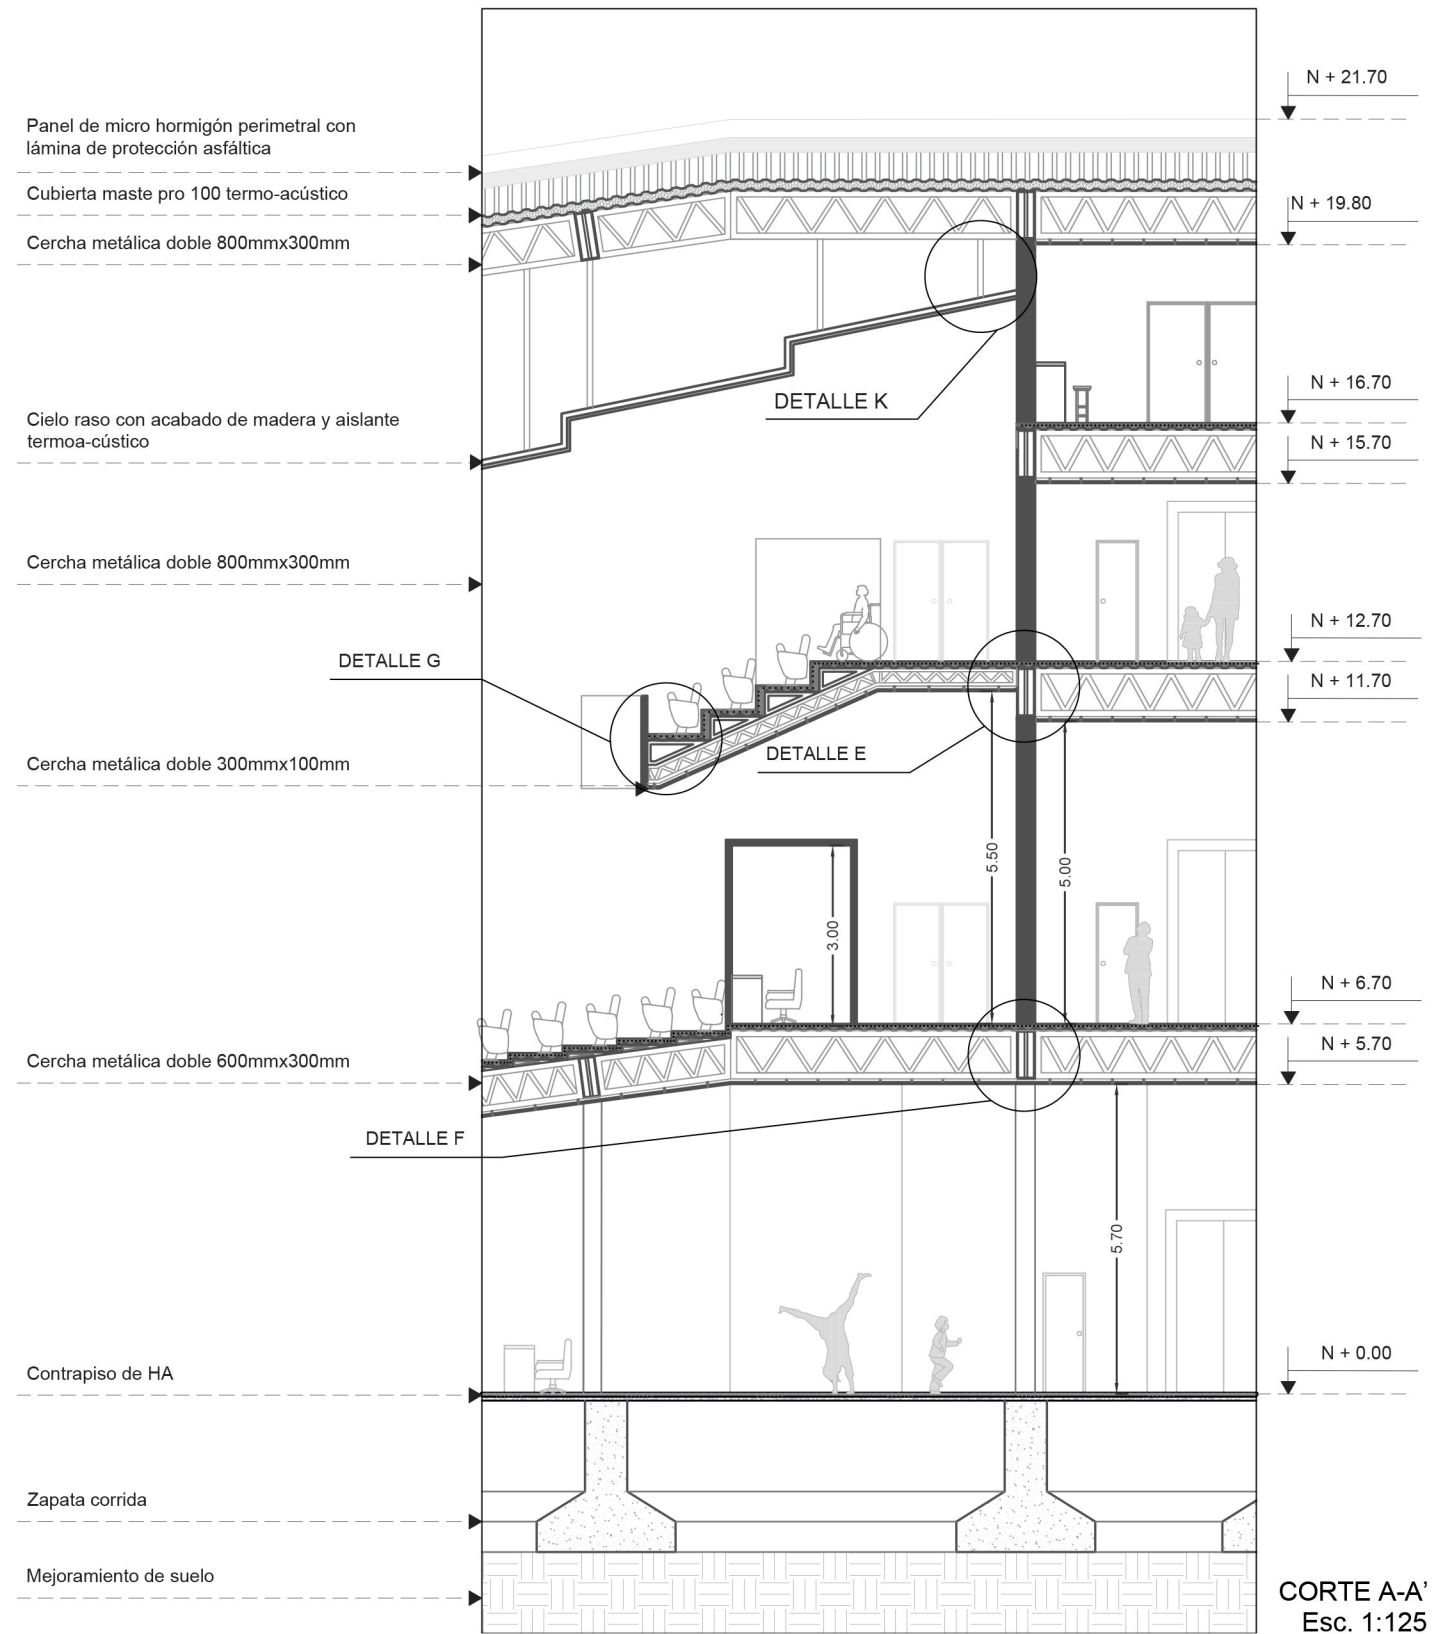 N + 21.70
Panel de micro hormigón perimetral con
lámina de protección asfáltica
Cubierta maste pro 100 termo-acústico
N + 19.80
Cercha metálica doble 800mmx300mm
DETALLE K
N + 16.70
Cielo raso con acabado de madera y aislante
termoa-cústico
N + 15.70
Cercha metálica doble 800mmx300mm
N + 12.70
DETALLE G
N + 11.70
DETALLE E
Cercha metálica doble 300mmx100mm
5.50
5.00
3.00
N + 6.70
N + 5.70
Cercha metálica doble 600mmx300mm
DETALLE F
5.70
N + 0.00
Contrapiso de HA
Zapata corrida
Mejoramiento de suelo
CORTE A-A’
Esc. 1:125